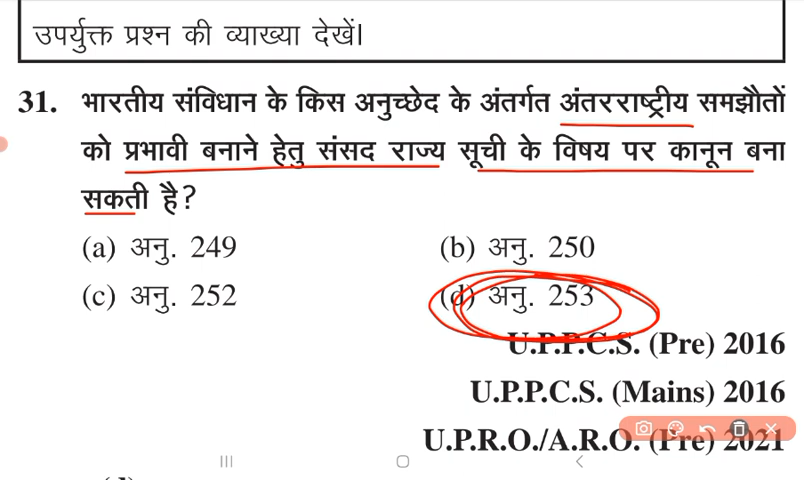 उपर्युक्त प्रश्न की व्याख्या देखें।
31. भारतीय संविधान के किस अनुच्छेद के अंतर्गत अंतरराष्ट्रीय समझौतों
को प्रभावी बनाने हेतु संसद राज्य सूची के विषय पर कानून बना
सकती है?
(a) अनु. 249 (b) अनु. 250
(c) अनु. 252 (d) अनु. 253
U.P.P.C.S. (Pre) 2016
U.P.P.C.S. (Mains) 2016
U.P.R.O./A.R.O. (Pre) 2021